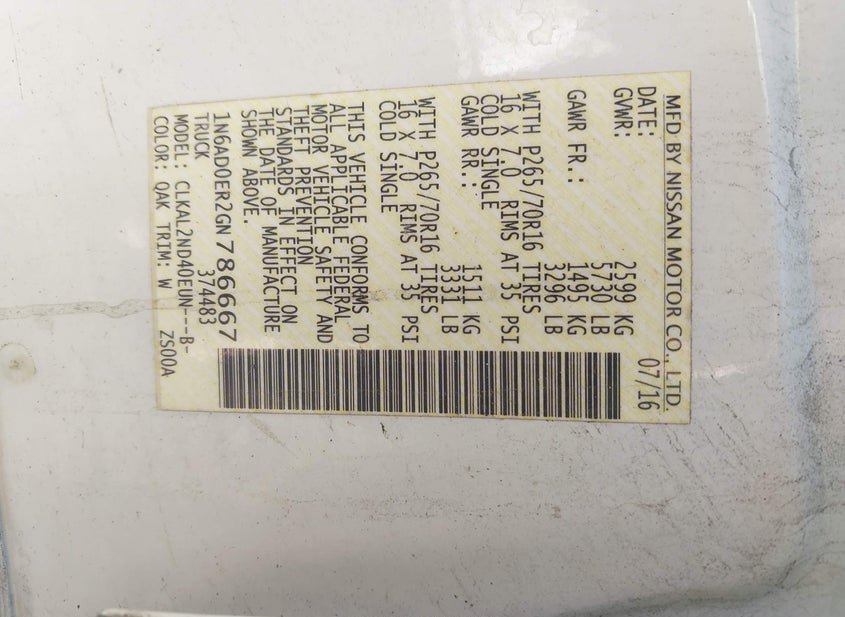 MFD BY NISSAN MOTOR CO., LTD.
DATE: 07/16
GVWR: 2599 KG
5730 LB
GAWR FR.: 1495 KG
3296 LB
WITH P265/70R16 TIRES
16 X 7.0 RIMS AT 35 PSI
COLD SINGLE
GAWR RR.: 1511 KG
3331 LB
WITH P265/70R16 TIRES
16 X 7.0 RIMS AT 35 PSI
COLD SINGLE
THIS VEHICLE CONFORMS TO
ALL APPLICABLE FEDERAL
MOTOR VEHICLE SAFETY AND
THEFT PREVENTION
STANDARDS IN EFFECT ON
THE DATE OF MANUFACTURE
SHOWN ABOVE.
1N6AD0ER2GN786667
TRUCK 374483
MODEL: CLKAL2ND40EUN---B-
COLOR: QAK TRIM: W ZS00A